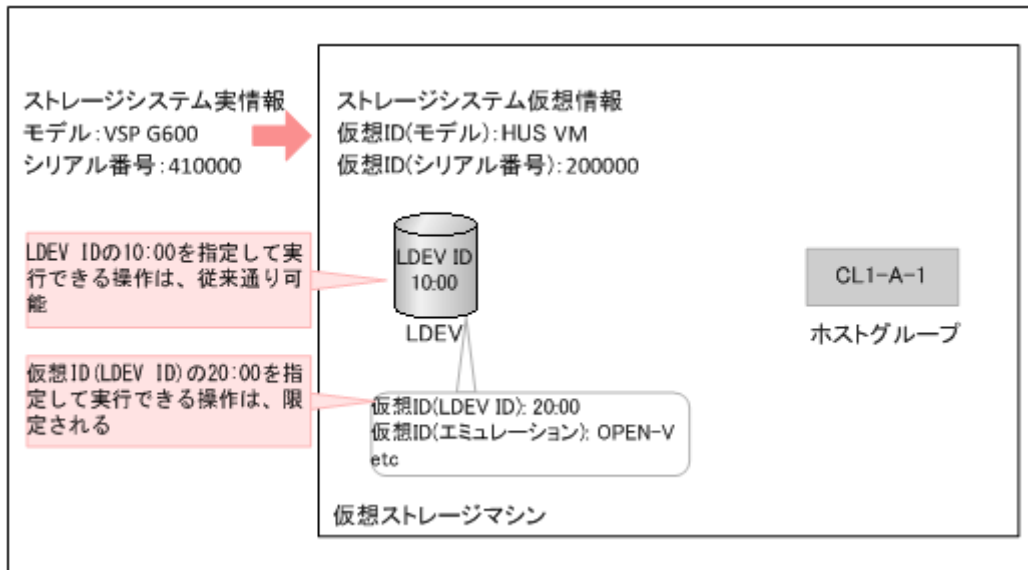 ストレージシステム実情報
モデル:VSP G600
シリアル番号:410000
ストレージシステム仮想情報
仮想ID(モデル):HUS VM
仮想ID(シリアル番号):200000
LDEV IDの10:00を指定して実
行できる操作は、従来通り可
能
LDEV ID
10:00
LDEV
CL1-A-1
ホストグループ
仮想ID(LDEV ID)の20:00を指
定して実行できる操作は、限
定される
仮想ID(LDEV ID): 20:00
仮想ID(エミュレーション): OPEN-V
etc
仮想ストレージマシン